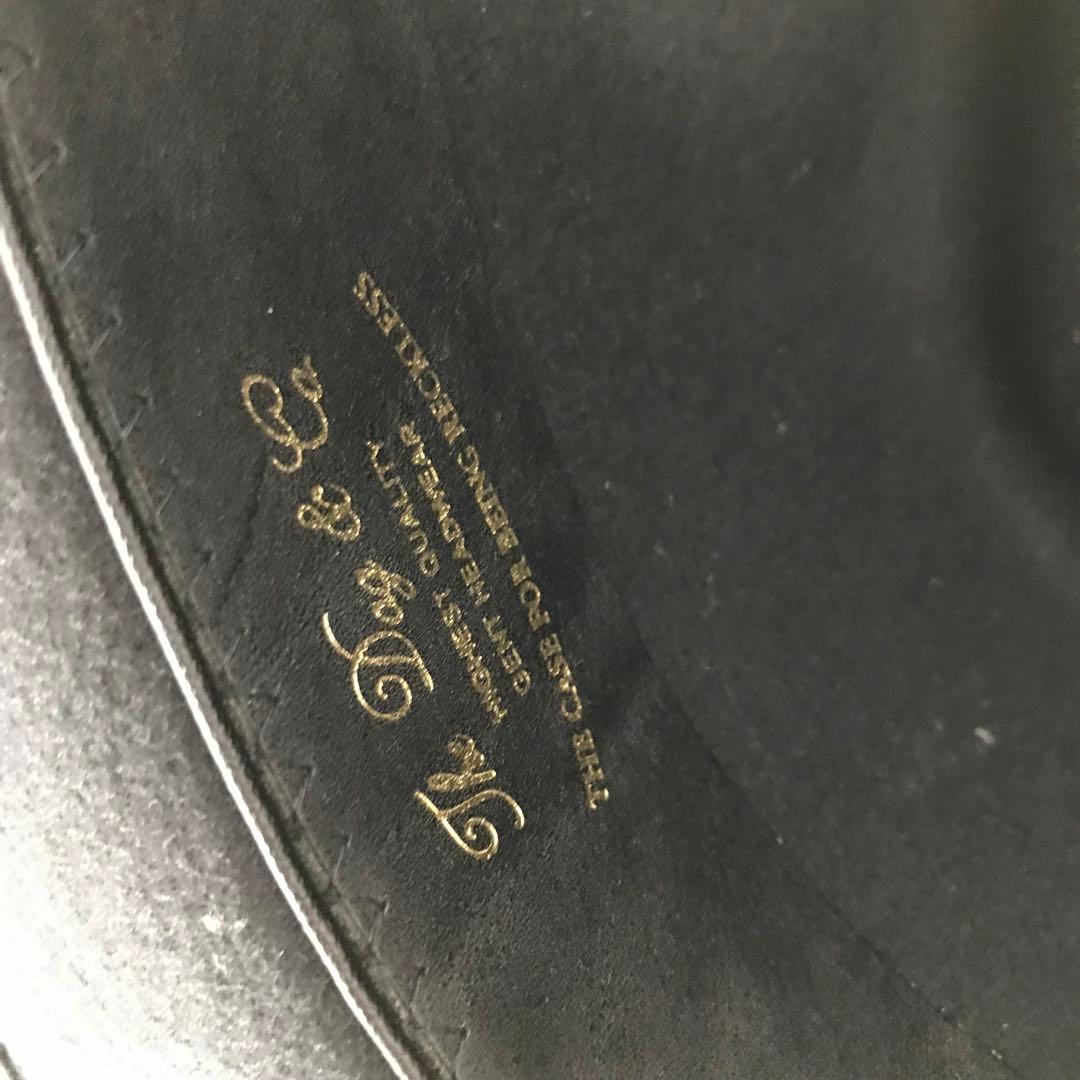 The Dog & Co
HIGHEST QUALITY
GENT HEADWEAR
THE CASE FOR BEING RECKLESS